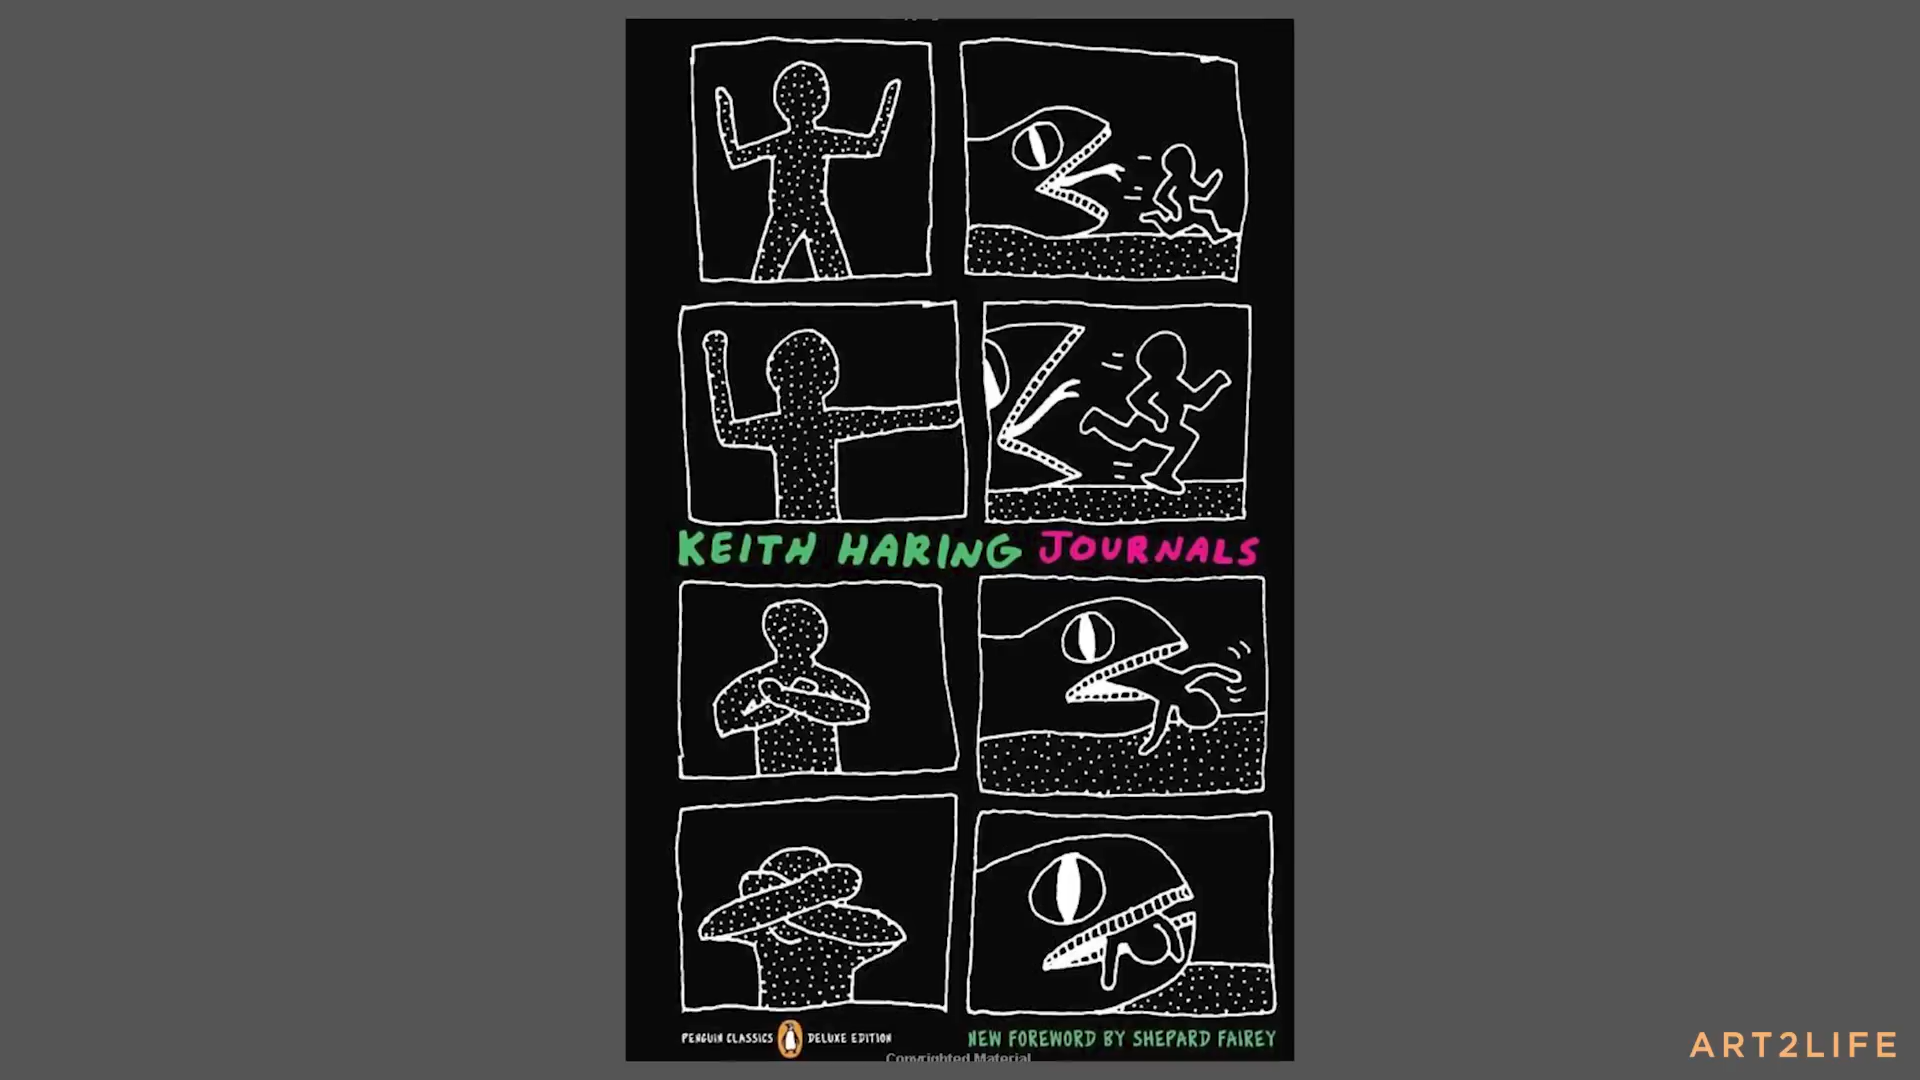 KEITH HARING JOURNALS
PENGUIN CLASSICS DELUXE EDITION
NEW FOREWORD BY SHEPARD FAIREY
Copyrighted Material
ART2LIFE